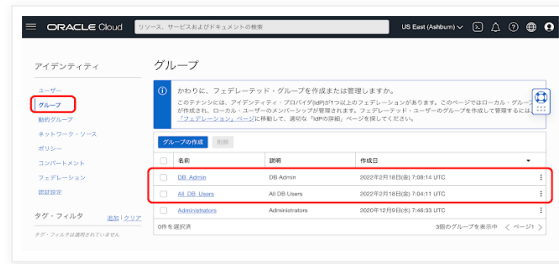 ORACLE Cloud
リソース、サービスおよびドキュメントの検索
US East (Ashburn)
アイデンティティ
ユーザー
グループ
動的グループ
ネットワーク・ソース
ポリシー
コンパートメント
フェデレーション
認証設定
タグ・フィルタ
追加 | クリア
タグ・フィルタは適用されていません
グループ
かわりに、フェデレーテッド・グループを作成または管理しますか。
このテナンシには、アイデンティティ・プロバイダ(IdP)が1つ以上のフェデレーションがあります。このページではローカル・グループ
が作成され、ローカル・ユーザーのメンバーシップが管理されます。フェデレーテッド・ユーザーのグループを作成して管理するには、
「フェデレーション」ページに移動して、適切な「IdPの詳細」ページを探してください。
グループの作成 削除
名前 説明 作成日
DB_Admin DB Admin 2022年2月18日(金) 7:08:14 UTC
All_DB_Users All DB Users 2022年2月18日(金) 7:04:11 UTC
Administrators Administrators 7:46:33 UTC
0件を選択済 3個のグループを表示中 < ページ1 >